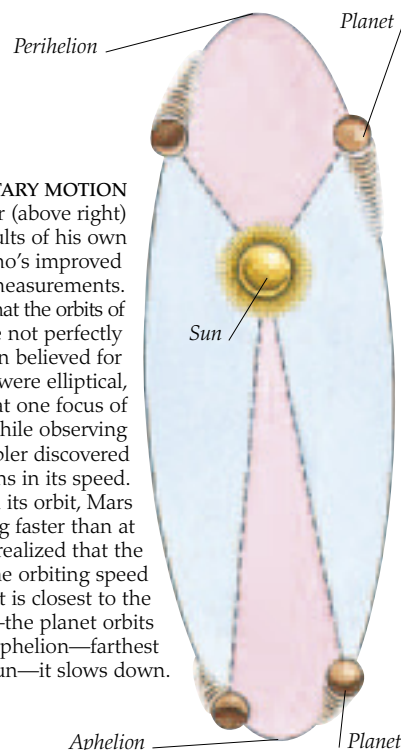 Perihelion
Planet
TARY MOTION
r (above right)
ults of his own
ho's improved
measurements.
hat the orbits of
e not perfectly
n believed for
were elliptical,
at one focus of
hile observing
pler discovered
ns in its speed.
n its orbit, Mars
g faster than at
realized that the
he orbiting speed
t is closest to the
–the planet orbits
phelion—farthest
un—it slows down.
Sun
Aphelion
Planet